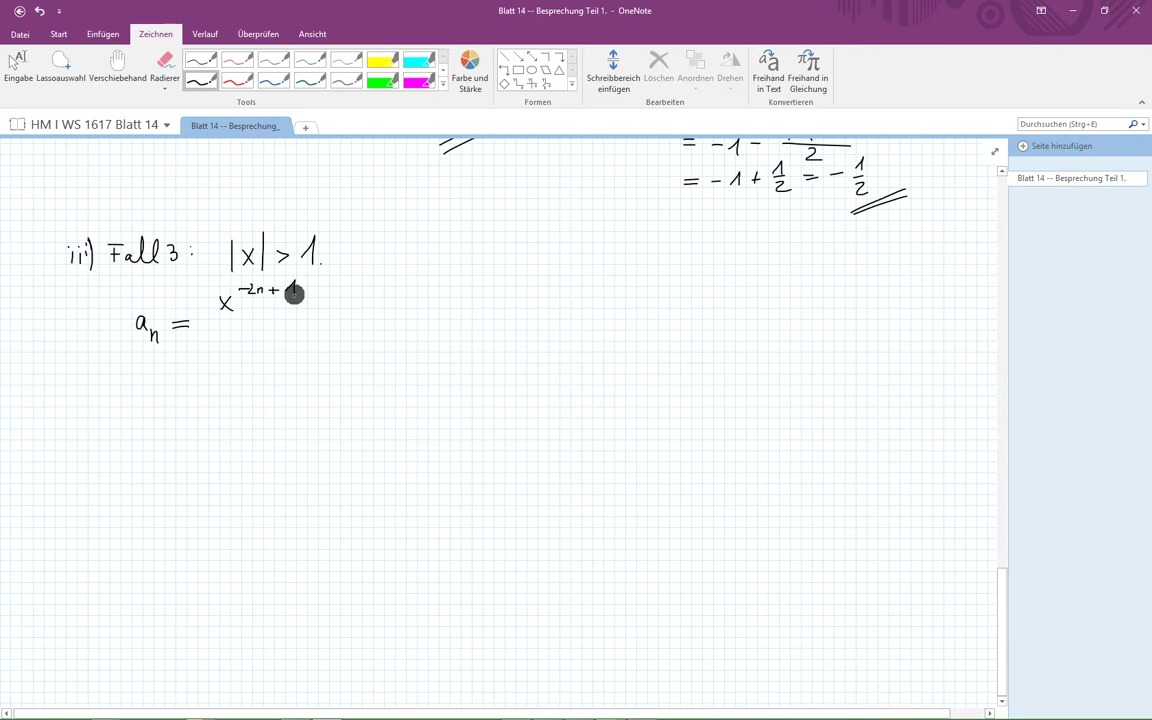 Blatt 14 -- Besprechung Teil 1. - OneNote
Datei Start Einfügen Zeichnen Verlauf Überprüfen Ansicht
Eingabe Lassoauswahl Verschiebehand Radierer
Farbe und Stärke
Schreibbereich einfügen
Löschen Anordnen Drehen
Freihand in Text
Freihand in Gleichung
Tools Formen Bearbeiten Konvertieren
HM I WS 1617 Blatt 14
Blatt 14 -- Besprechung_
Durchsuchen (Strg+E)
Seite hinzufügen
Blatt 14 -- Besprechung Teil 1.
= -1 - 2
= -1 + 1/2 = - 1/2
iii) Fall 3: |x| > 1.
x^{-2n + 1}
a_n =